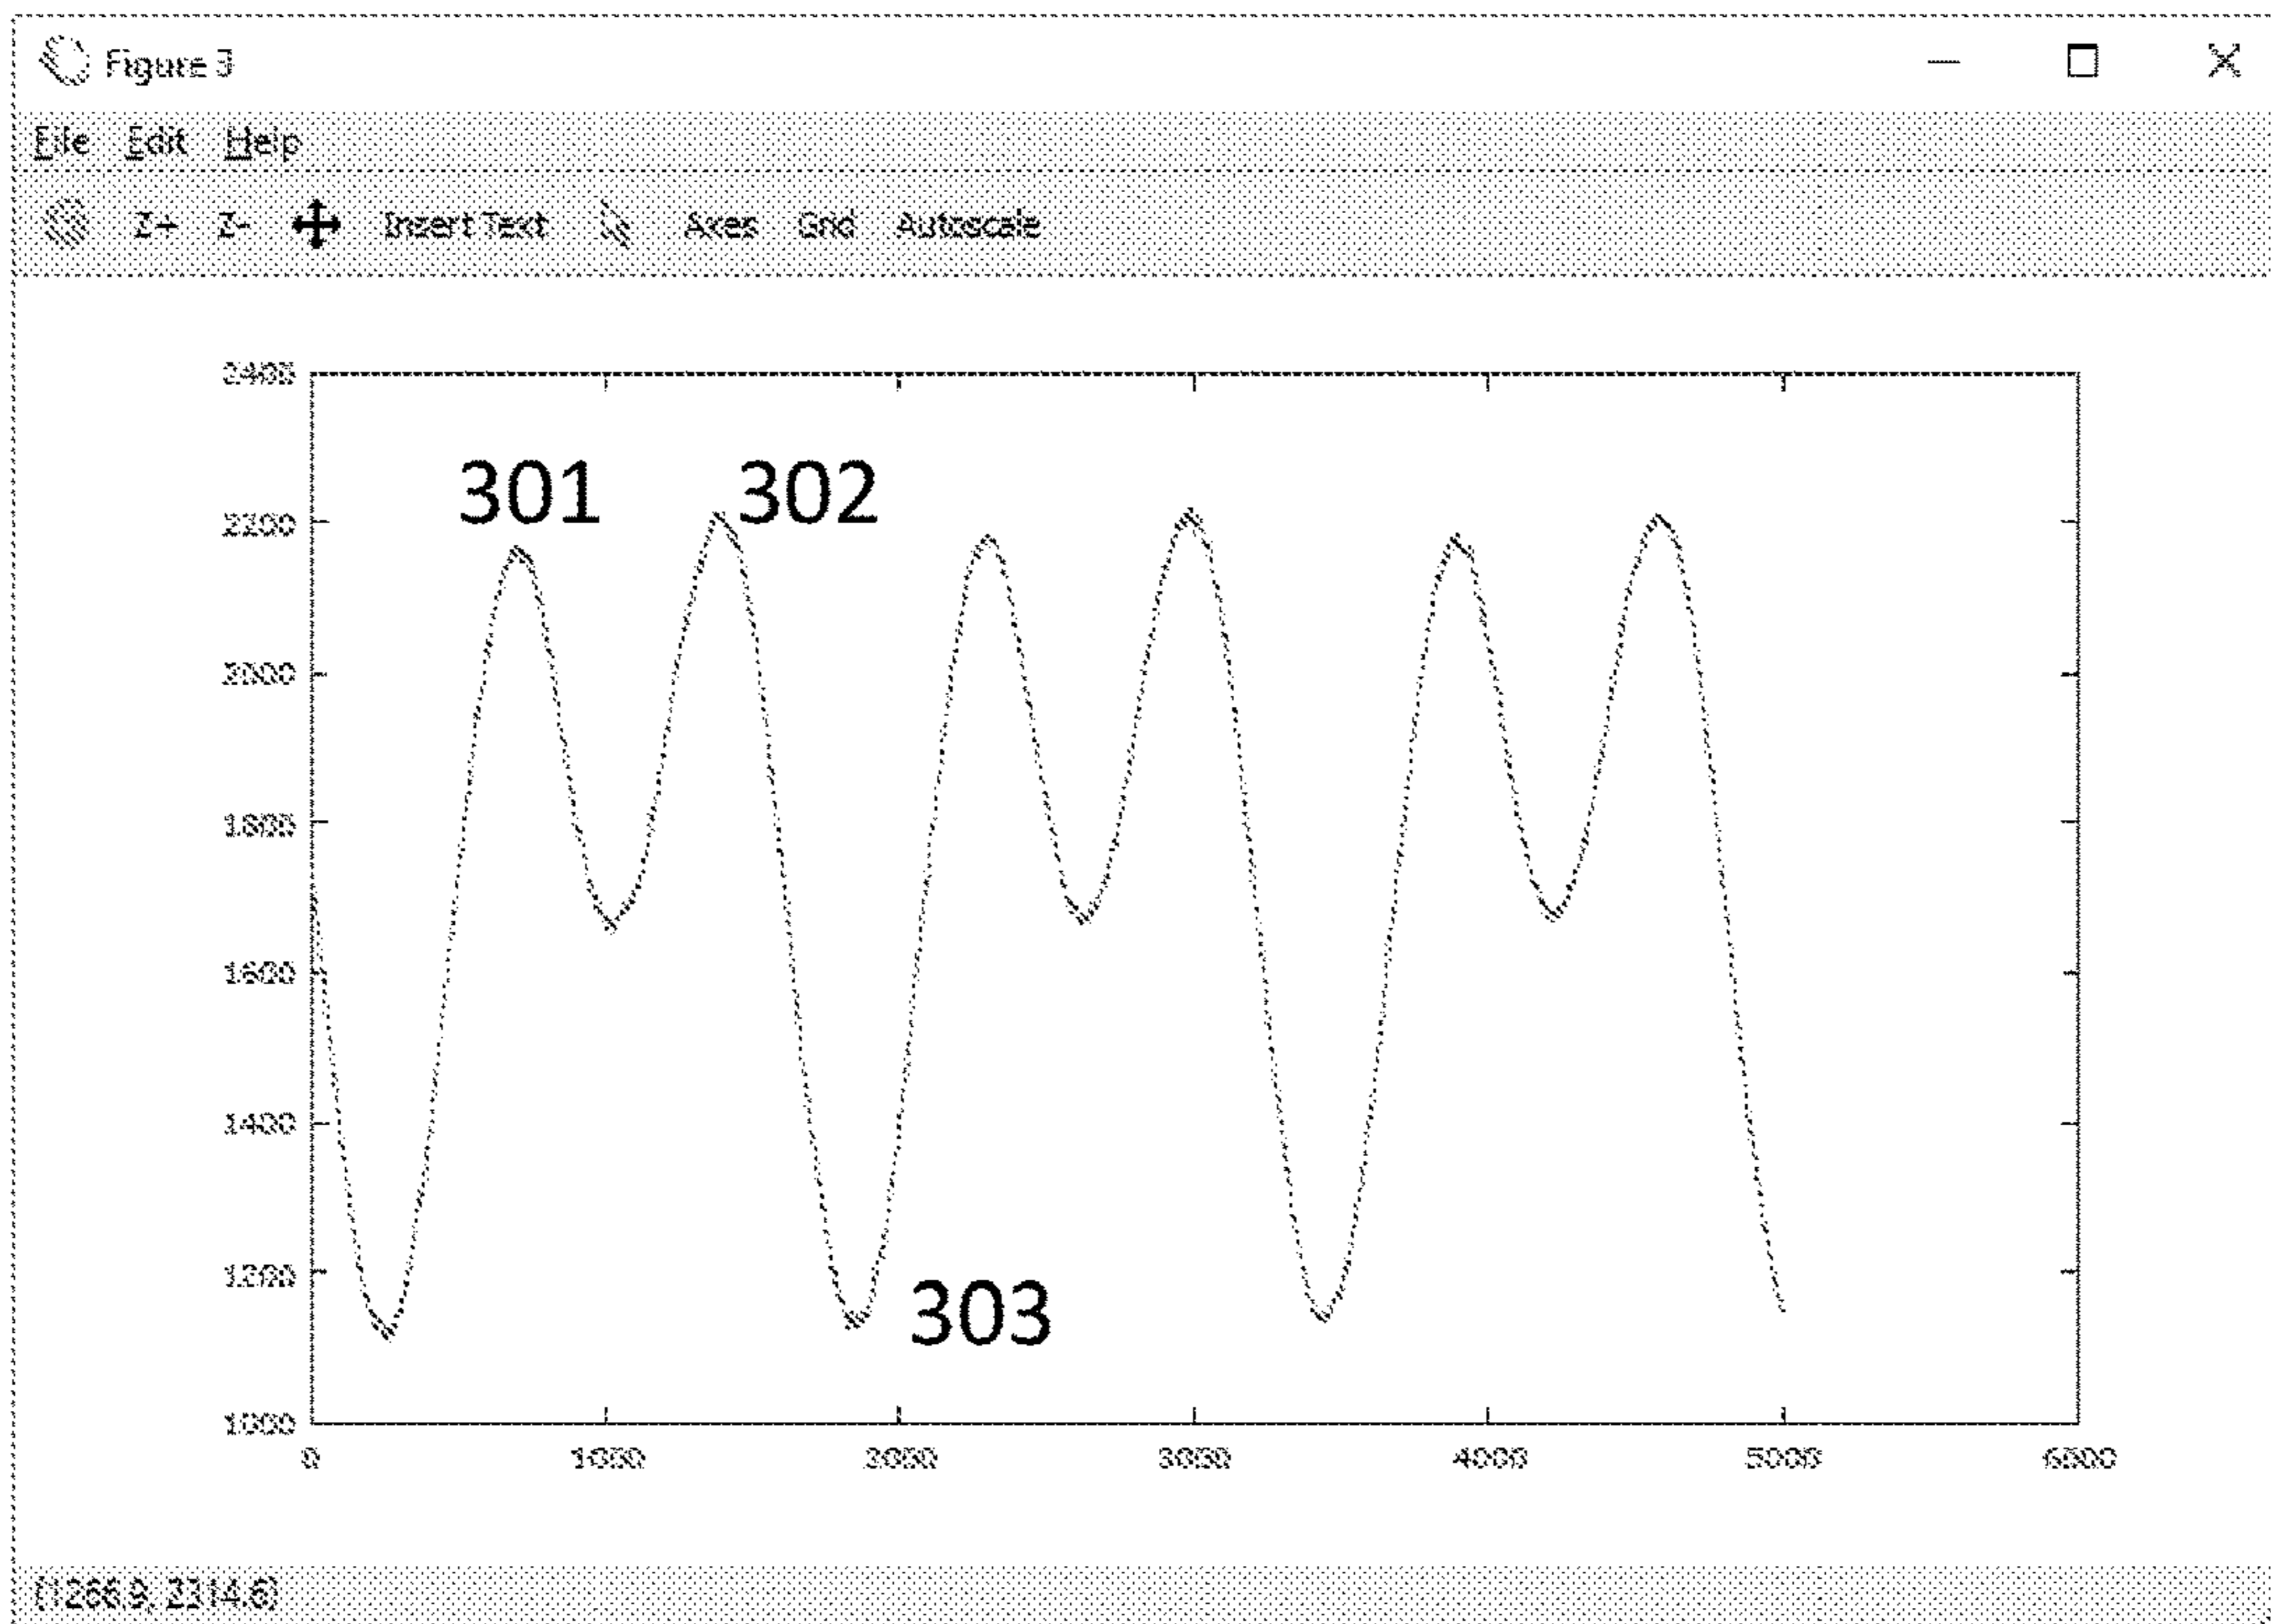 Figure 3
File Edit Help
Z+ Z- Insert Text Axes Grid Autoscale
2400
301 302
2200
2000
1800
1600
1400
1200
303
1000
0 1000 2000 3000 4000 5000 6000
(1266.9, 2314.6)